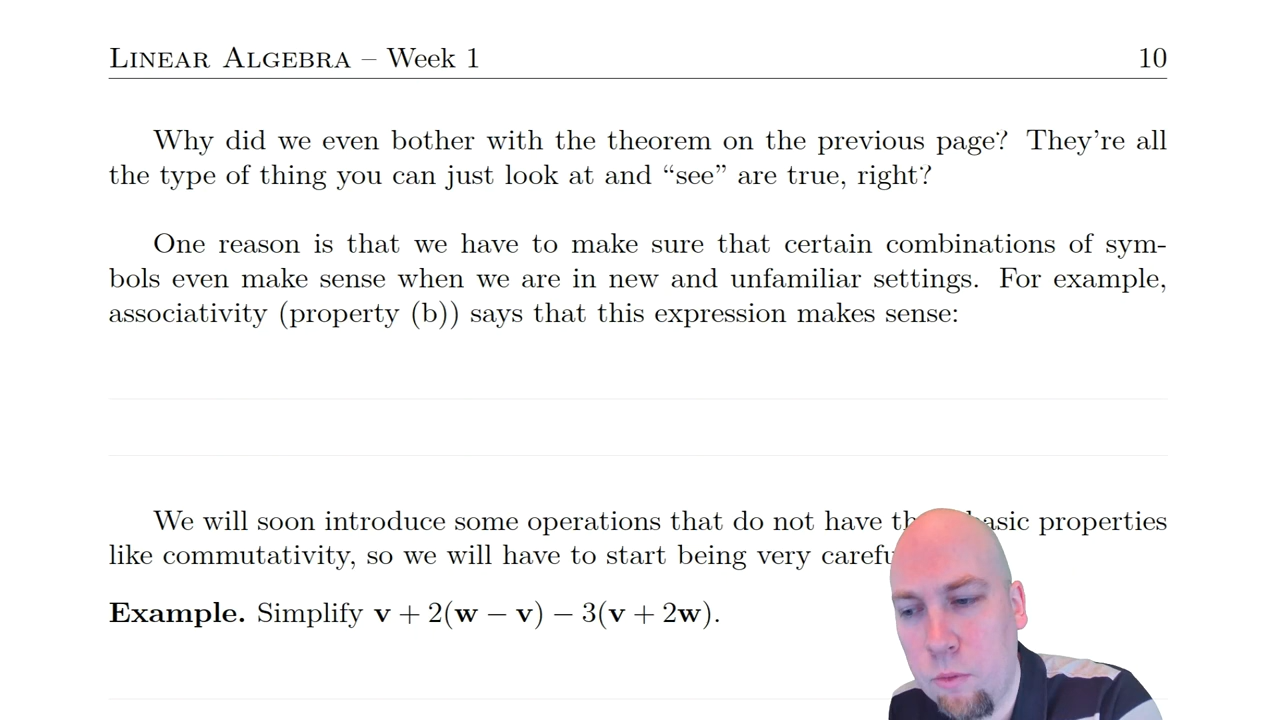 Linear Algebra – Week 1 10
Why did we even bother with the theorem on the previous page? They're all
the type of thing you can just look at and “see” are true, right?
One reason is that we have to make sure that certain combinations of sym-
bols even make sense when we are in new and unfamiliar settings. For example,
associativity (property (b)) says that this expression makes sense:
We will soon introduce some operations that do not have basic properties
like commutativity, so we will have to start being very
Example. Simplify v + 2(w − v) − 3(v + 2w).